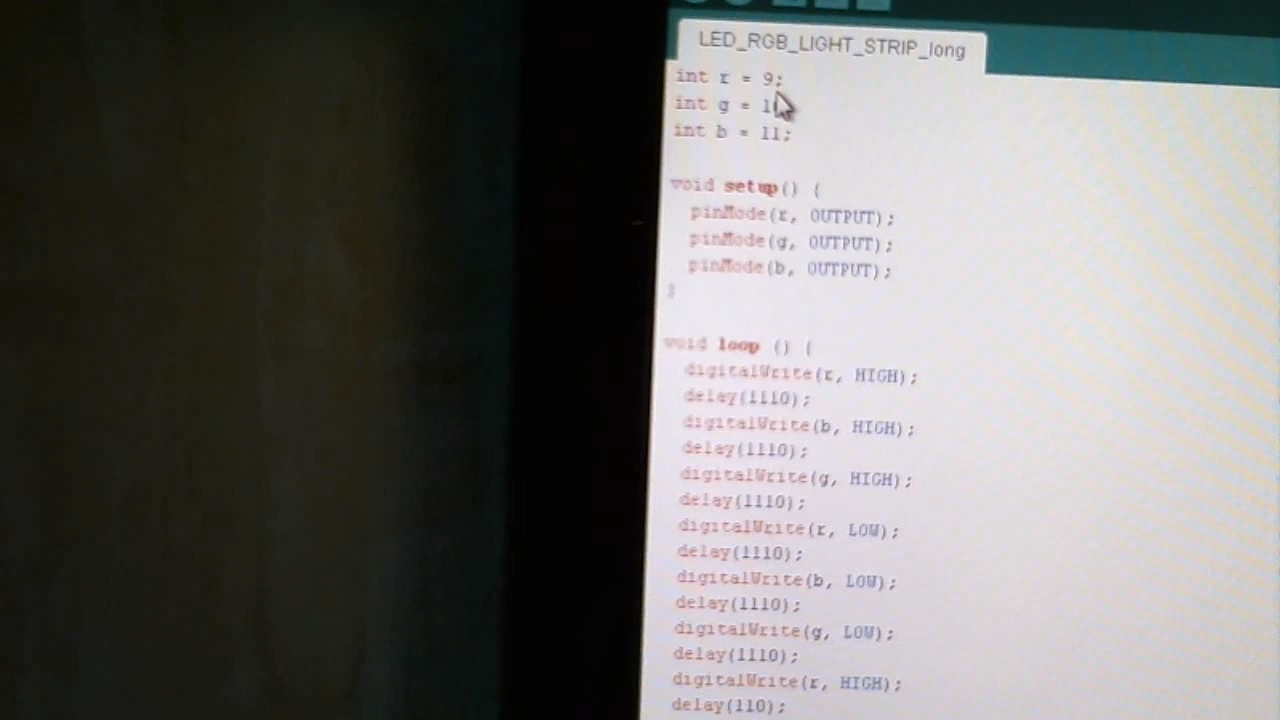 LED_RGB_LIGHT_STRIP_long
int r = 9;
int g = 1
int b = 11;
void setup() {
pinMode(r, OUTPUT);
pinMode(g, OUTPUT);
pinMode(b, OUTPUT);
}
void loop () {
digitalWrite(r, HIGH);
delay(1110);
digitalWrite(b, HIGH);
delay(1110);
digitalWrite(g, HIGH);
delay(1110);
digitalWrite(r, LOW);
delay(1110);
digitalWrite(b, LOW);
delay(1110);
digitalWrite(g, LOW);
delay(1110);
digitalWrite(r, HIGH);
delay(110);